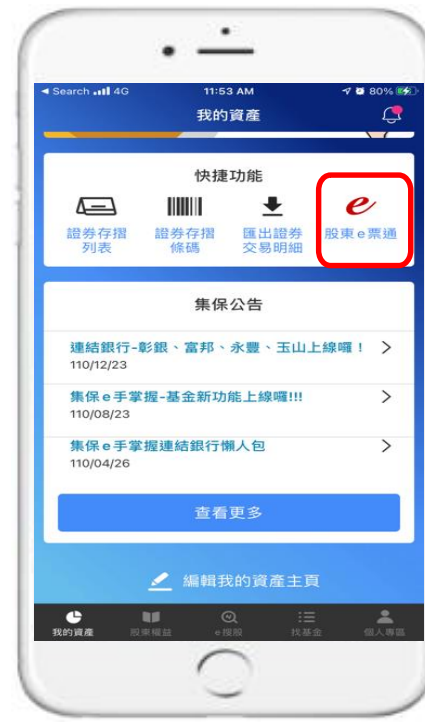 Search 4G 11:53 AM 80%
我的資產
快捷功能
證券存摺 證券存摺 匯出證券 股東e票通
列表 條碼 交易明細
集保公告
連結銀行-彰銀、富邦、永豐、玉山上線囉！
110/12/23
集保e手掌握-基金新功能上線囉!!!
110/08/23
集保e手掌握連結銀行懶人包
110/04/26
查看更多
編輯我的資產主頁
我的資產 股東權益 e搜股 找基金 個人專區